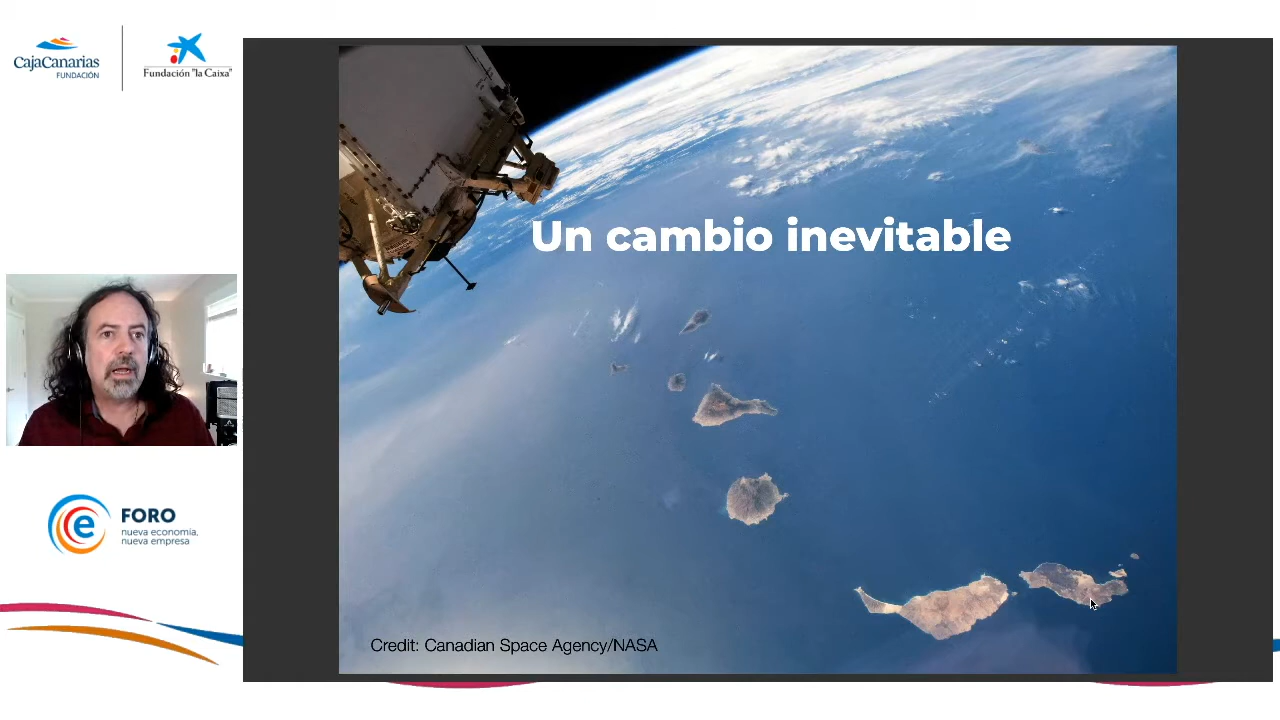 CajaCanarias
FUNDACIÓN
Fundación "la Caixa"
Un cambio inevitable
e FORO
nueva economía,
nueva empresa
Credit: Canadian Space Agency/NASA